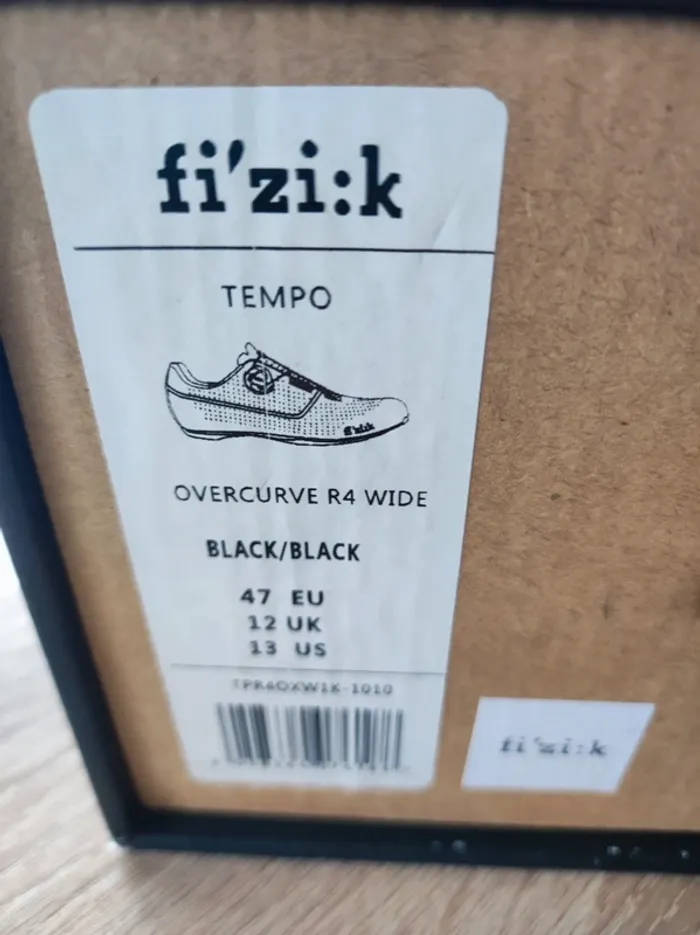 fi'zi:k
TEMPO
fi'zi:k
OVERCURVE R4 WIDE
BLACK/BLACK
47 EU
12 UK
13 US
TPR4OXW1K-1010
fi'zi:k